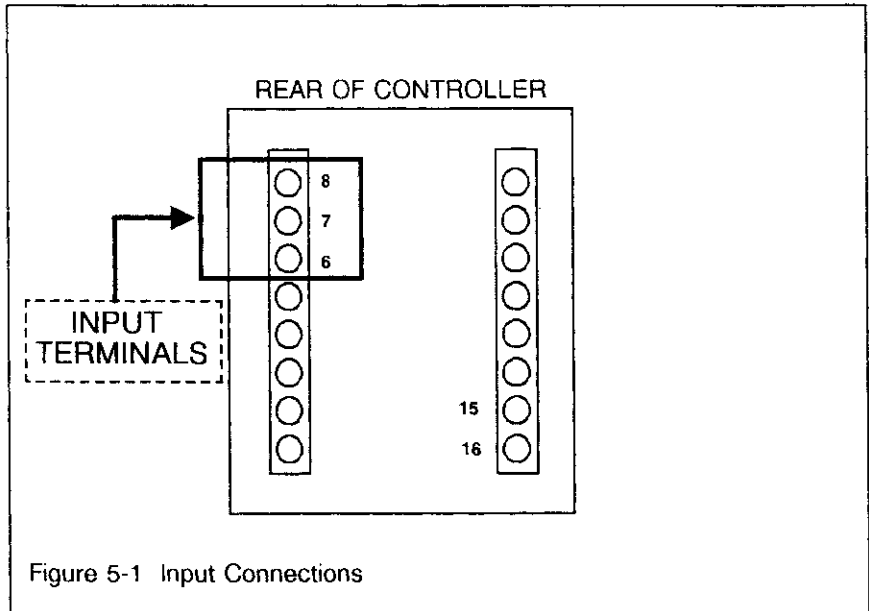 REAR OF CONTROLLER
8
7
6
INPUT
TERMINALS
15
16
Figure 5-1 Input Connections